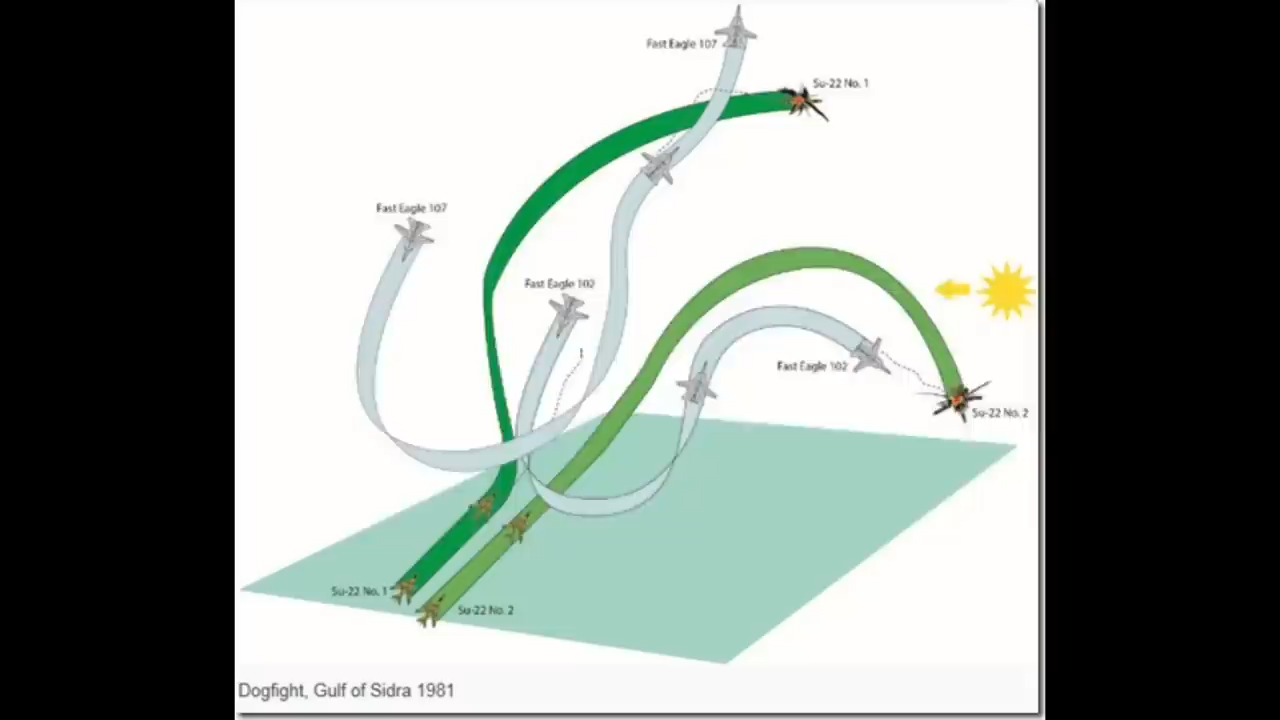 Fast Eagle 107
Su-22 No. 1
Fast Eagle 107
Fast Eagle 102
Fast Eagle 102
Su-22 No. 2
Su-22 No. 1
Su-22 No. 2
Dogfight, Gulf of Sidra 1981